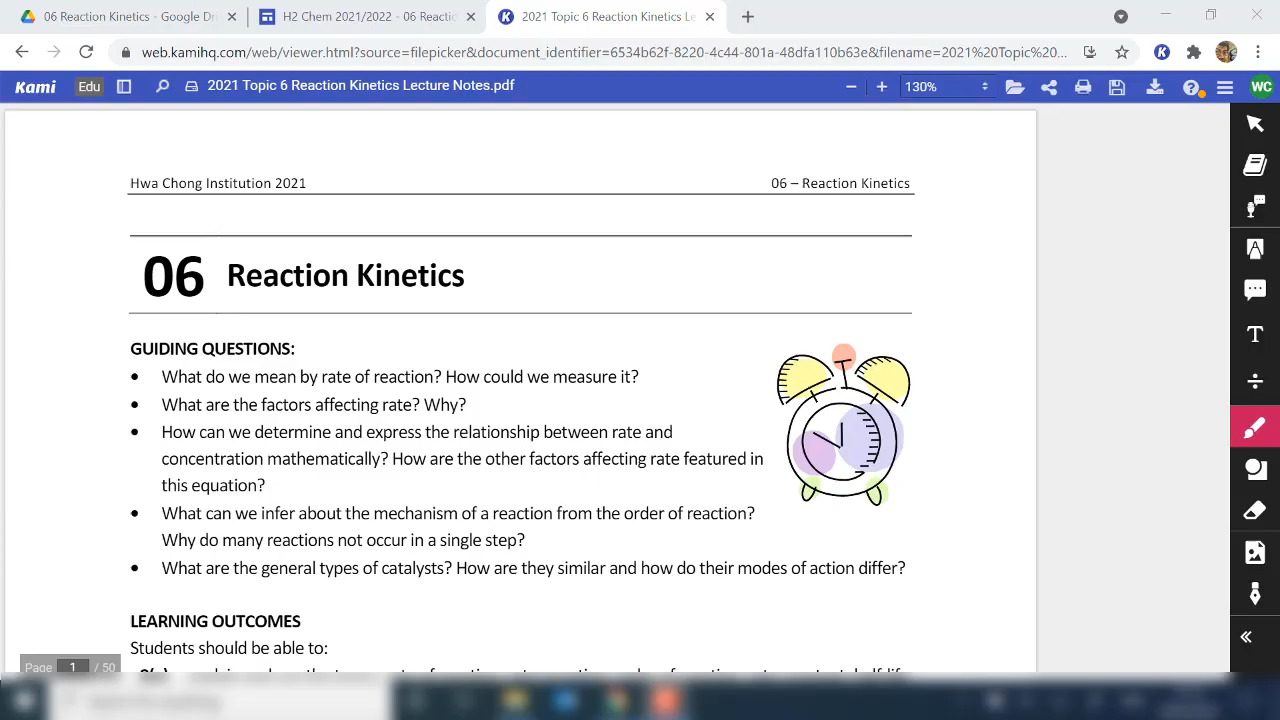 06 Reaction Kinetics - Google Dri
H2 Chem 2021/2022 - 06 Reactio
2021 Topic 6 Reaction Kinetics Le
web.kamihq.com/web/viewer.html?source=filepicker&document_identifier=6534b62f-8220-4c44-801a-48dfa110b63e&filename=2021%20Topic%20...
Kami Edu 2021 Topic 6 Reaction Kinetics Lecture Notes.pdf 130% WC
Hwa Chong Institution 2021 06 – Reaction Kinetics
06 Reaction Kinetics
GUIDING QUESTIONS:
• What do we mean by rate of reaction? How could we measure it?
• What are the factors affecting rate? Why?
• How can we determine and express the relationship between rate and
concentration mathematically? How are the other factors affecting rate featured in
this equation?
• What can we infer about the mechanism of a reaction from the order of reaction?
Why do many reactions not occur in a single step?
• What are the general types of catalysts? How are they similar and how do their modes of action differ?
LEARNING OUTCOMES
Students should be able to:
Page 1 / 50